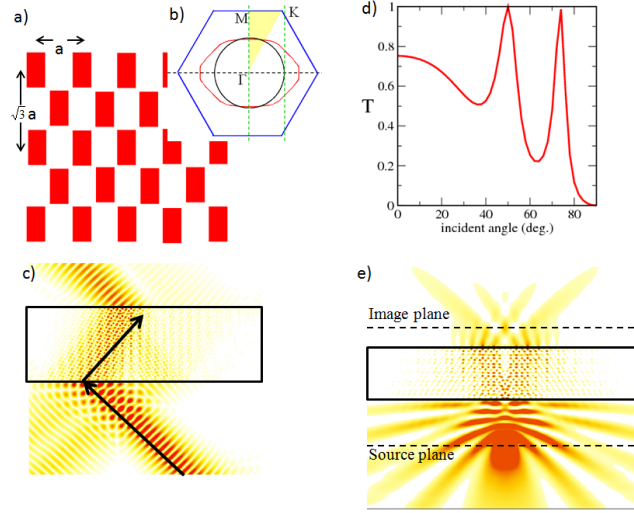 a)
a
√3 a
b)
M
K
Γ
d)
1
0.8
0.6
T
0.4
0.2
0
0
20
40
60
80
incident angle (deg.)
c)
e)
Image plane
Source plane